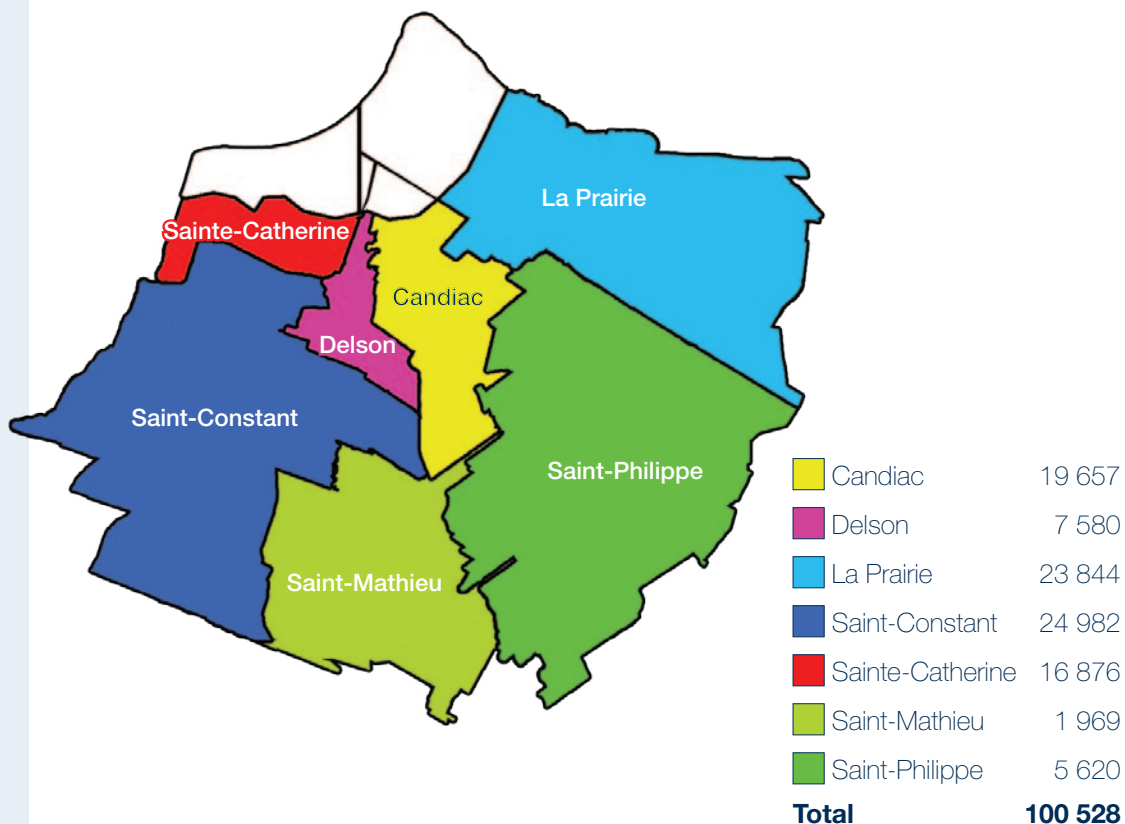 La Prairie
Sainte-Catherine
Candiac
Delson
Saint-Constant
Saint-Philippe
Saint-Mathieu
Candiac 19 657
Delson 7 580
La Prairie 23 844
Saint-Constant 24 982
Sainte-Catherine 16 876
Saint-Mathieu 1 969
Saint-Philippe 5 620
Total 100 528